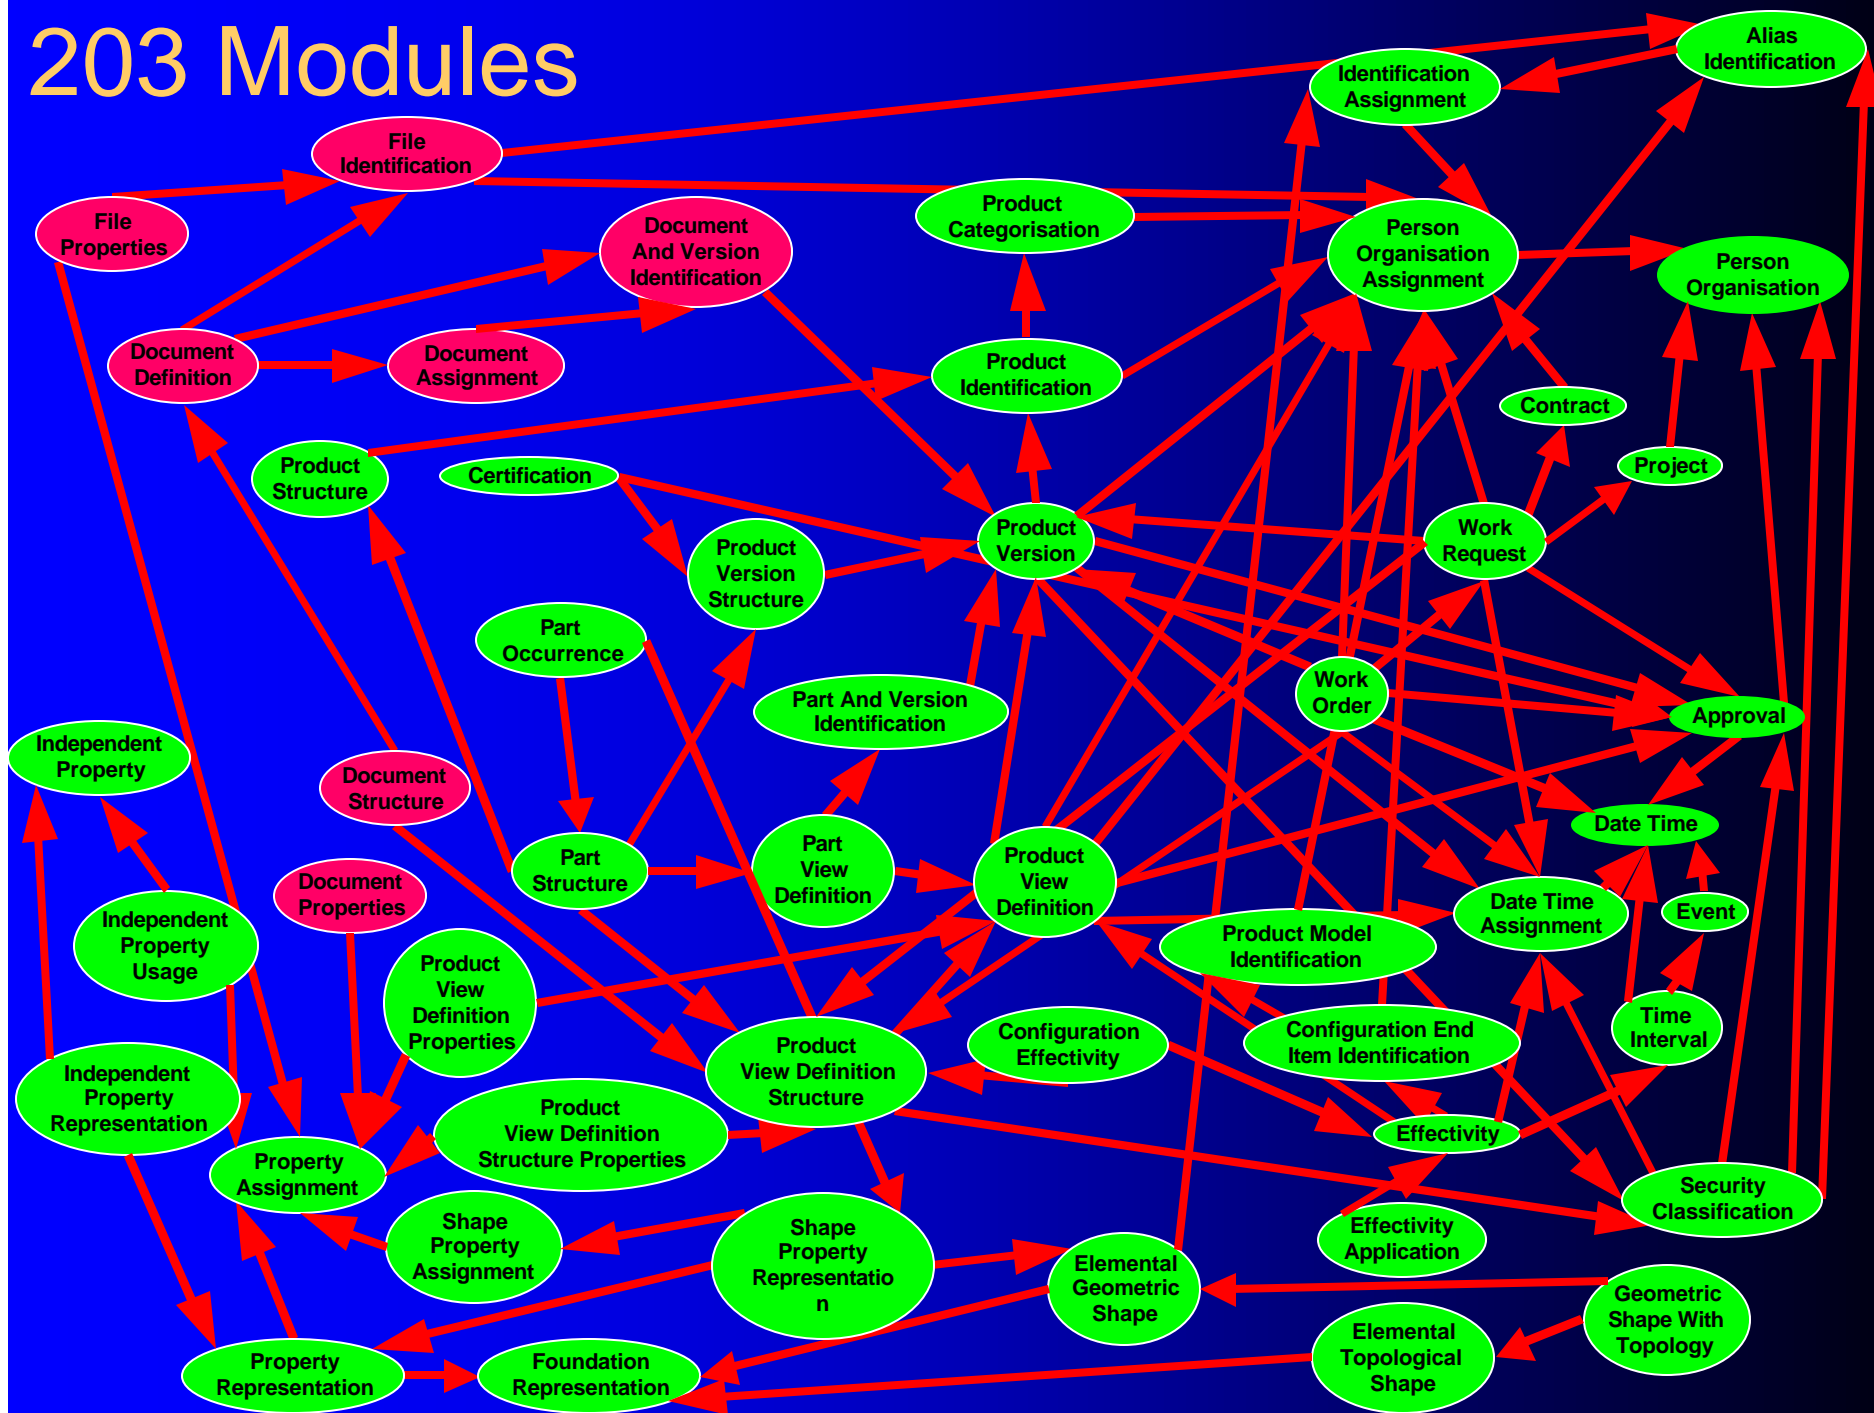 203 Modules
Alias
Identification
Identification
Assignment
File
Identification
File
Properties
Document
And Version
Identification
Product
Categorisation
Person
Organisation
Assignment
Person
Organisation
Document
Definition
Document
Assignment
Product
Identification
Contract
Product
Structure
Certification
Project
Product
Version
Work
Request
Product
Version
Structure
Part
Occurrence
Work
Order
Part And Version
Identification
Approval
Independent
Property
Document
Structure
Date Time
Part
Structure
Part
View
Definition
Product
View
Definition
Document
Properties
Date Time
Assignment
Event
Independent
Property
Usage
Product Model
Identification
Product
View
Definition
Properties
Time
Interval
Configuration
Effectivity
Configuration End
Item Identification
Product
View Definition
Structure
Independent
Property
Representation
Product
View Definition
Structure Properties
Effectivity
Property
Assignment
Security
Classification
Shape
Property
Assignment
Shape
Property
Representatio
n
Effectivity
Application
Elemental
Geometric
Shape
Geometric
Shape With
Topology
Elemental
Topological
Shape
Property
Representation
Foundation
Representation